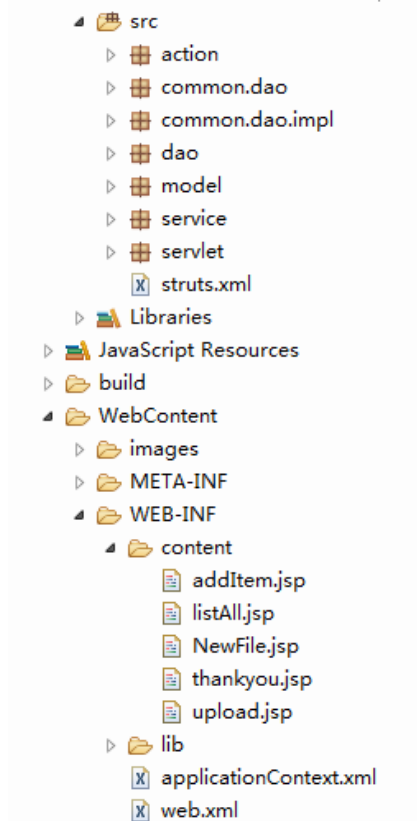 src
action
common.dao
common.dao.impl
dao
model
service
servlet
struts.xml
Libraries
JavaScript Resources
build
WebContent
images
META-INF
WEB-INF
content
addItem.jsp
listAll.jsp
NewFile.jsp
thankyou.jsp
upload.jsp
lib
applicationContext.xml
web.xml